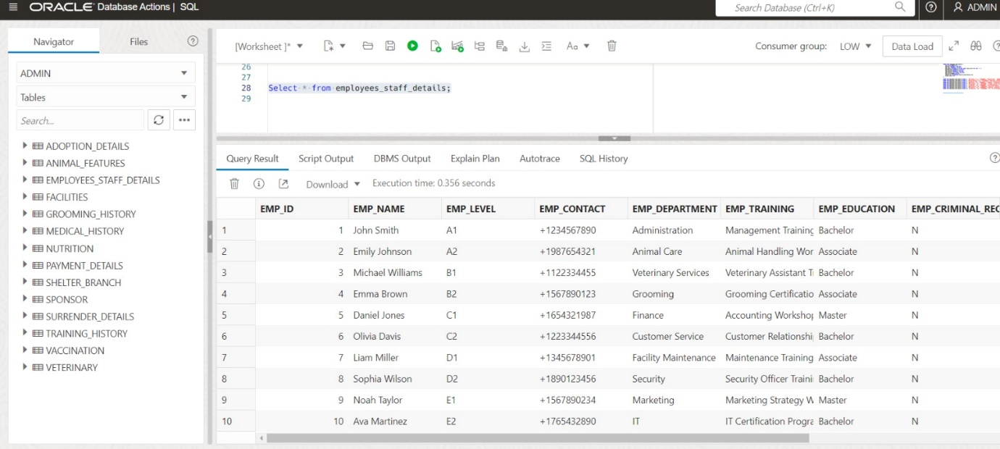 ORACLE Database Actions | SQL
Search Database (Ctrl+K)
ADMIN
Navigator
Files
ADMIN
Tables
Search...
ADOPTION_DETAILS
ANIMAL_FEATURES
EMPLOYEES_STAFF_DETAILS
FACILITIES
GROOMING_HISTORY
MEDICAL_HISTORY
NUTRITION
PAYMENT_DETAILS
SHELTER_BRANCH
SPONSOR
SURRENDER_DETAILS
TRAINING_HISTORY
VACCINATION
VETERINARY
[Worksheet ]*
Aa
Consumer group: LOW
Data Load
26
27
28 Select * from employees_staff_details;
29
Query Result Script Output DBMS Output Explain Plan Autotrace SQL History
Download Execution time: 0.356 seconds
EMP_ID EMP_NAME EMP_LEVEL EMP_CONTACT EMP_DEPARTMENT EMP_TRAINING EMP_EDUCATION EMP_CRIMINAL_REC
1 1 John Smith A1 +1234567890 Administration Management Training Bachelor N
2 2 Emily Johnson A2 +1987654321 Animal Care Animal Handling Wor Associate N
3 3 Michael Williams B1 +1122334455 Veterinary Services Veterinary Assistant T Bachelor N
4 4 Emma Brown B2 +1567890123 Grooming Grooming Certificatio Associate N
5 5 Daniel Jones C1 +1654321987 Finance Accounting Workshop Master N
6 6 Olivia Davis C2 +1223344556 Customer Service Customer Relationshi Bachelor N
7 7 Liam Miller D1 +1345678901 Facility Maintenance Maintenance Training Associate N
8 8 Sophia Wilson D2 +1890123456 Security Security Officer Traini Bachelor N
9 9 Noah Taylor E1 +1567890234 Marketing Marketing Strategy W Master N
10 10 Ava Martinez E2 +1765432890 IT IT Certification Progra Bachelor N